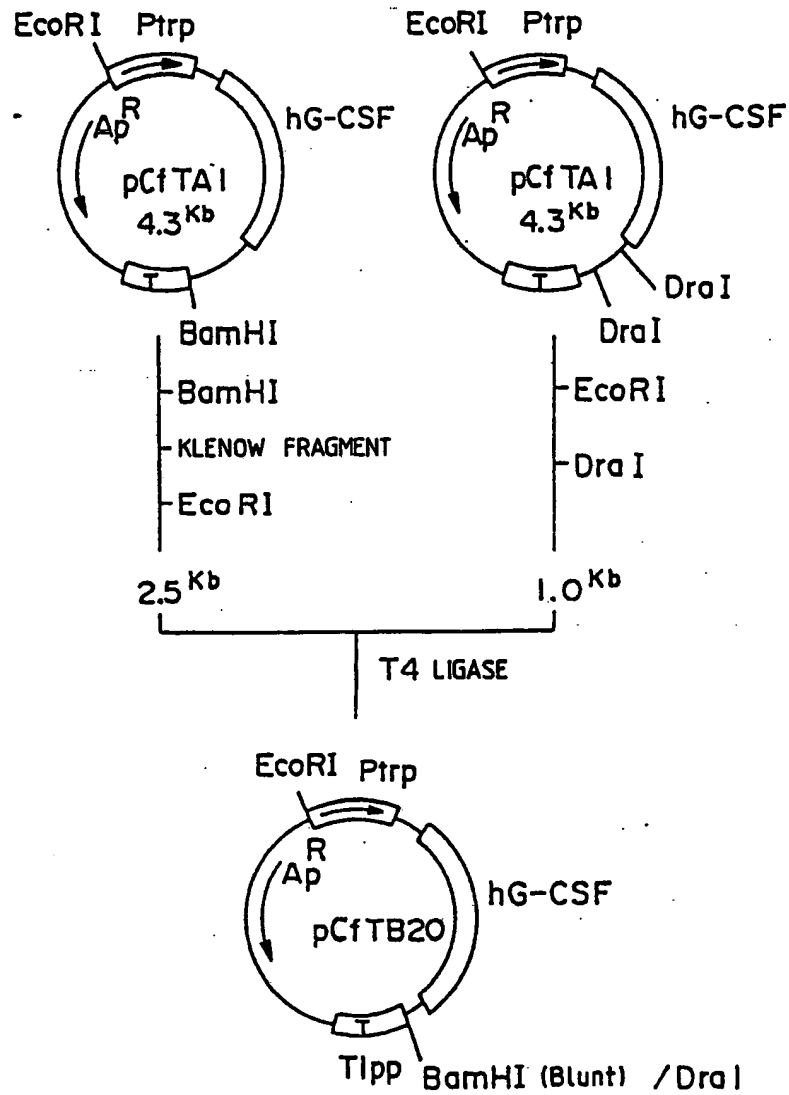 EcoRI Ptrp
EcoRI Ptrp
hG-CSF
hG-CSF
Ap^R
Ap^R
pCfTA1
4.3 Kb
pCfTA1
4.3 Kb
T
T
DraI
BamHI
DraI
BamHI
EcoRI
KLENOW FRAGMENT
DraI
EcoRI
2.5 Kb
1.0 Kb
T4 LIGASE
EcoRI Ptrp
Ap^R
hG-CSF
pCfTB20
T
Tlpp BamHI (Blunt) /DraI